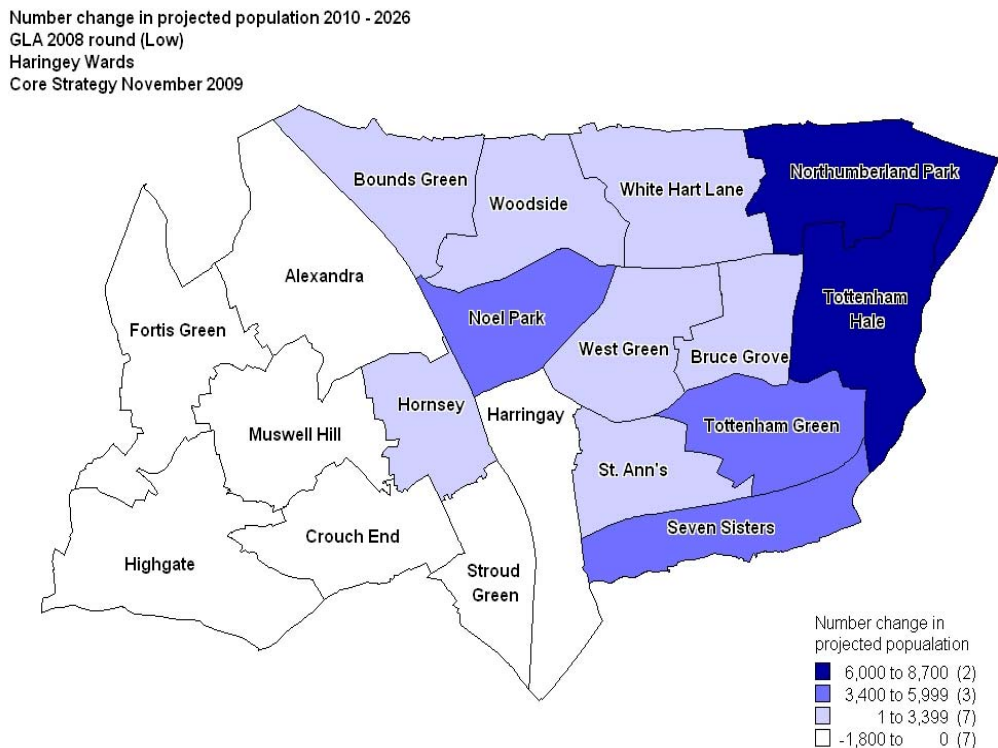 Number change in projected population 2010 - 2026
GLA 2008 round (Low)
Haringey Wards
Core Strategy November 2009
Bounds Green
Woodside
White Hart Lane
Northumberland Park
Alexandra
Fortis Green
Noel Park
Tottenham
Hale
West Green
Bruce Grove
Hornsey
Harringay
Muswell Hill
Tottenham Green
St. Ann's
Seven Sisters
Crouch End
Highgate
Stroud
Green
Number change in
projected popualation
6,000 to 8,700 (2)
3,400 to 5,999 (3)
1 to 3,399 (7)
-1,800 to 0 (7)